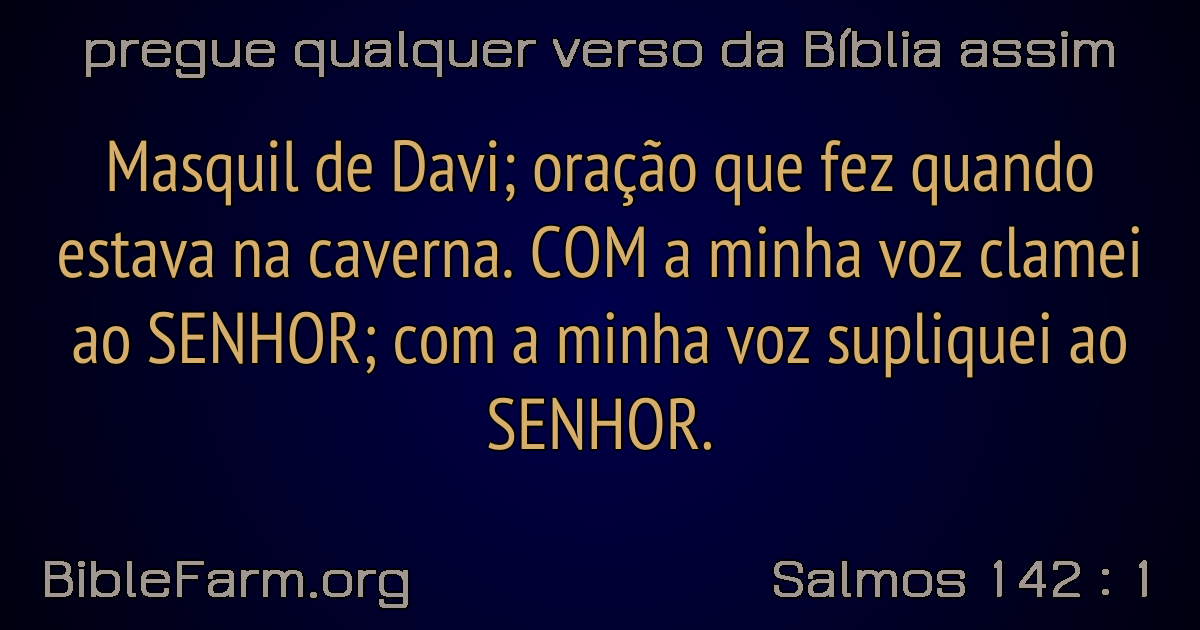 pregue qualquer verso da Bíblia assim
Masquil de Davi; oração que fez quando
estava na caverna. COM a minha voz clamei
ao SENHOR; com a minha voz supliquei ao
SENHOR.
BibleFarm.org
Salmos 142 : 1